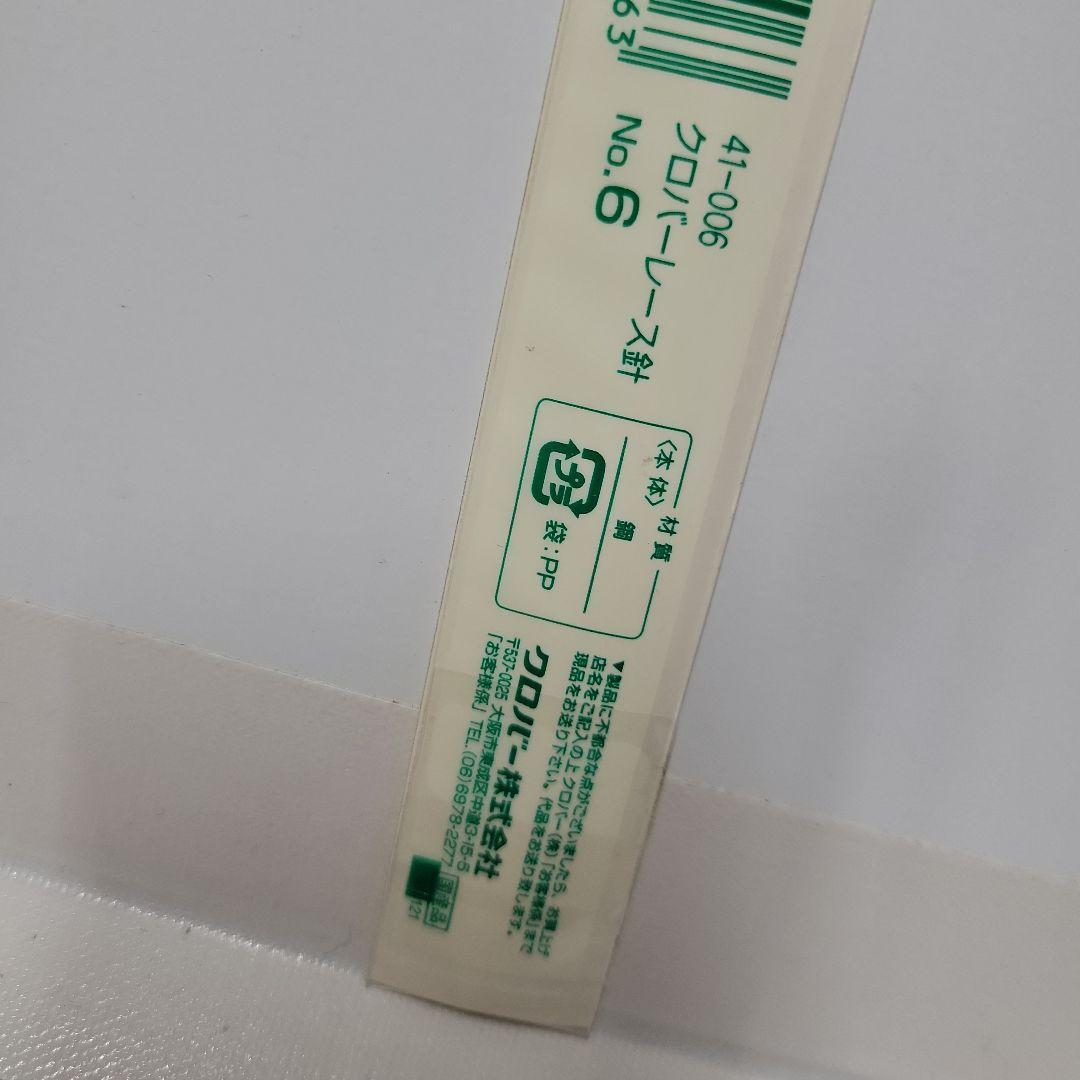 63
41-006
クロバーレース針
No.6
材質
〈本体〉
鋼
プラ
袋:PP
▼製品に不都合な点がございましたら、お買上げ
店名をご記入の上クロバー(株)「お客様係」まで
現品をお送り下さい。代品をお送り致します。
クロバー株式会社
〒537-0025 大阪市東成区中道3-15-5
「お客様係」 TEL.(06)6978-2277
121